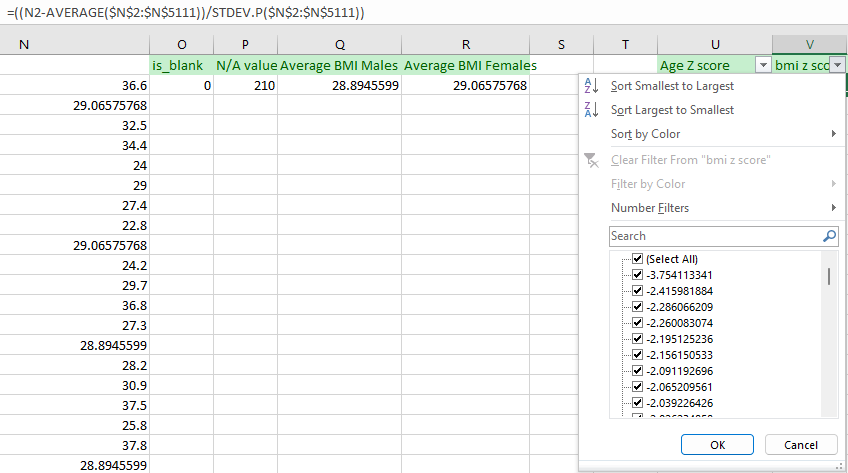 =((N2-AVERAGE($N$2:$N$5111))/STDEV.P($N$2:$N$5111))
N O P Q R S T U V
is_blank N/A value Average BMI Males Average BMI Females Age Z score bmi z sco
36.6 0 210 28.8945599 29.06575768
29.06575768
32.5
34.4
24
29
27.4
22.8
29.06575768
24.2
29.7
36.8
27.3
28.8945599
28.2
30.9
37.5
25.8
37.8
28.8945599
Sort Smallest to Largest
Sort Largest to Smallest
Sort by Color
Clear Filter From "bmi z score"
Filter by Color
Number Filters
Search
(Select All)
-3.754113341
-2.415981884
-2.286066209
-2.260083074
-2.195125236
-2.156150533
-2.091192696
-2.065209561
-2.039226426
OK Cancel